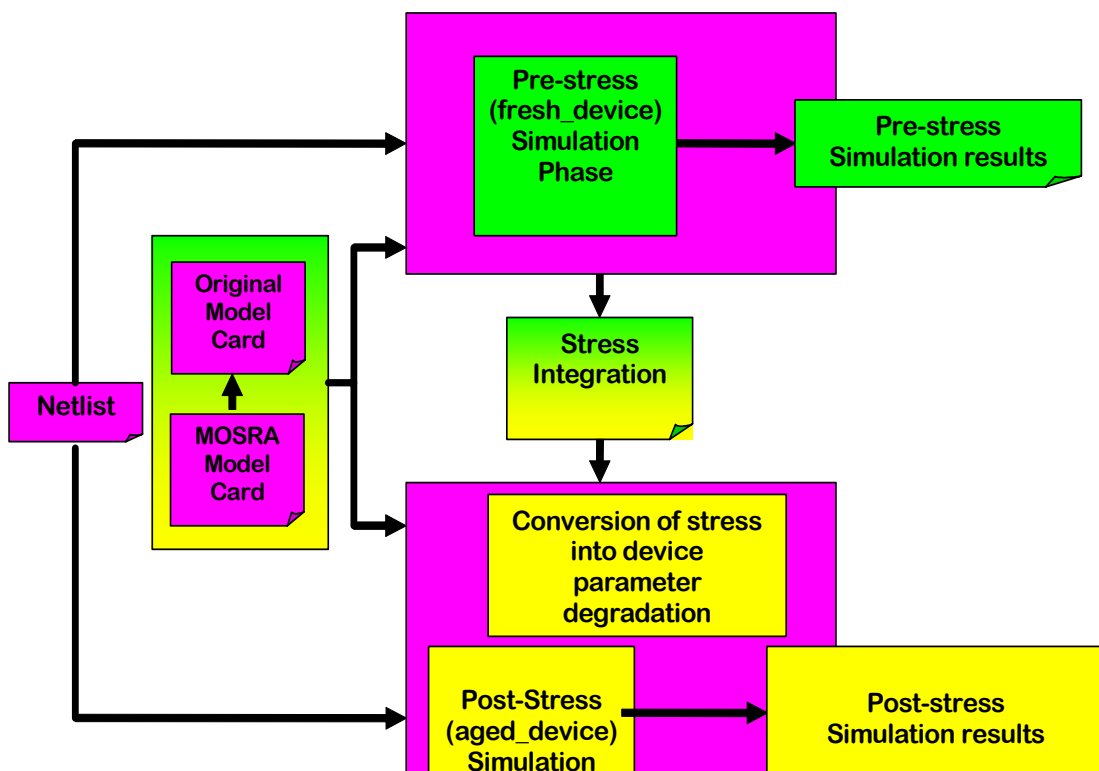 Pre-stress
(fresh_device)
Simulation
Phase
Pre-stress
Simulation results
Original
Model
Card
Stress
Integration
Netlist
MOSRA
Model
Card
Conversion of stress
into device
parameter
degradation
Post-Stress
(aged_device)
Simulation
Post-stress
Simulation results